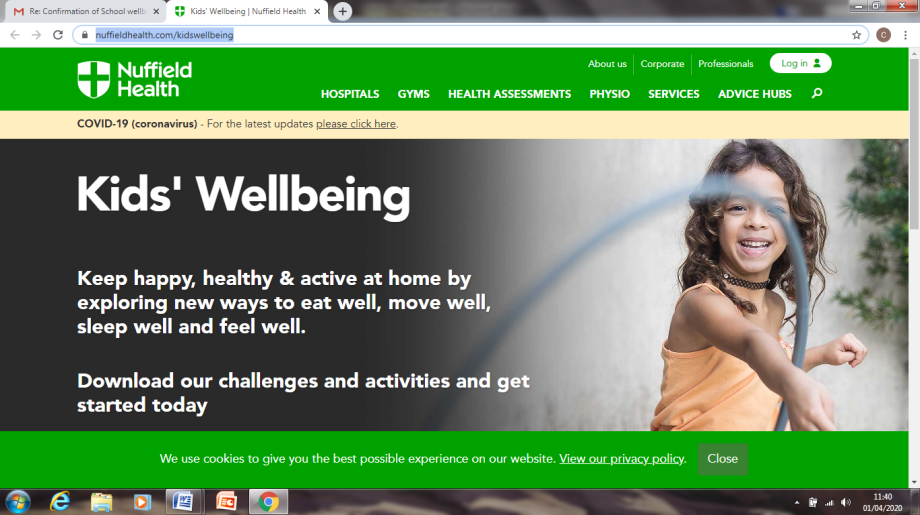 Re: Confirmation of School wellb
Kids' Wellbeing | Nuffield Health
nuffieldhealth.com/kidswellbeing
C
Nuffield
Health
About us Corporate Professionals Log in
HOSPITALS GYMS HEALTH ASSESSMENTS PHYSIO SERVICES ADVICE HUBS
COVID-19 (coronavirus) - For the latest updates please click here.
Kids' Wellbeing
Keep happy, healthy & active at home by
exploring new ways to eat well, move well,
sleep well and feel well.
Download our challenges and activities and get
started today
We use cookies to give you the best possible experience on our website. View our privacy policy. Close
11:40
01/04/2020